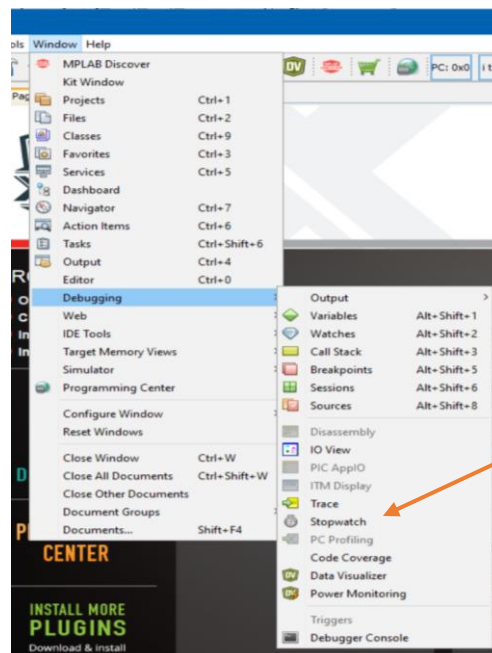 ols Window Help
MPLAB Discover
Kit Window
Projects Ctrl+1
Files Ctrl+2
Classes Ctrl+9
Favorites Ctrl+3
Services Ctrl+5
Dashboard
Navigator Ctrl+7
Action Items Ctrl+6
Tasks Ctrl+Shift+6
Output Ctrl+4
Editor Ctrl+0
Debugging
Web
IDE Tools
Target Memory Views
Simulator
Programming Center
Configure Window
Reset Windows
Close Window Ctrl+W
Close All Documents Ctrl+Shift+W
Close Other Documents
Document Groups
Documents... Shift+F4
PC: 0x0
Output
Variables Alt+Shift+1
Watches Alt+Shift+2
Call Stack Alt+Shift+3
Breakpoints Alt+Shift+5
Sessions Alt+Shift+6
Sources Alt+Shift+8
Disassembly
IO View
PIC AppIO
ITM Display
Trace
Stopwatch
PC Profiling
Code Coverage
Data Visualizer
Power Monitoring
Triggers
Debugger Console
CENTER
INSTALL MORE
PLUGINS
Download & Install